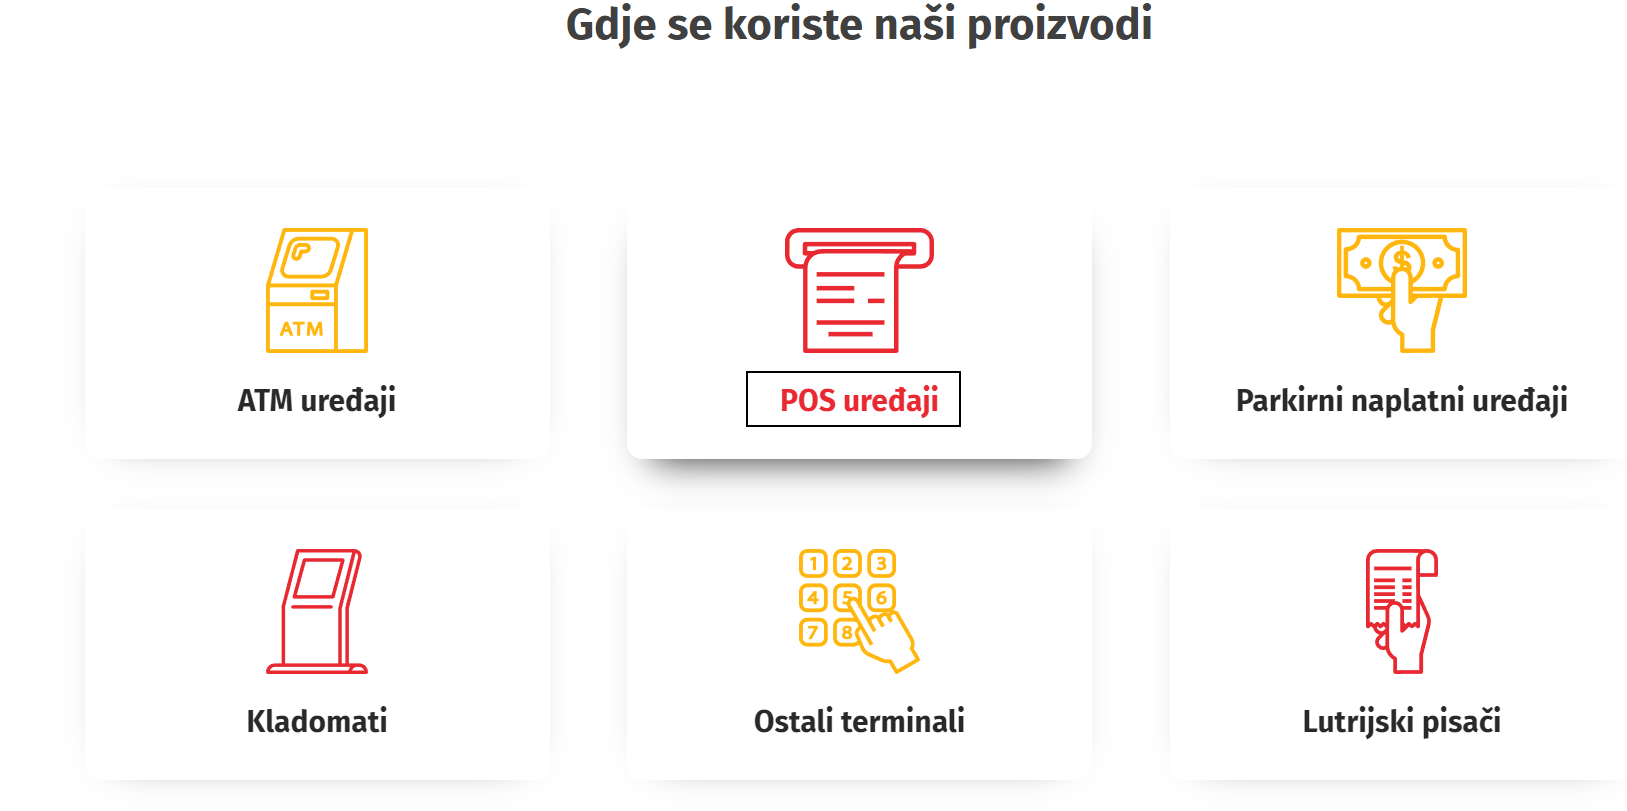 Gdje se koriste naši proizvodi
ATM
$
ATM uređaji
POS uređaji
Parkirni naplatni uređaji
1 2 3
4 5 6
7 8
Kladomati
Ostali terminali
Lutrijski pisači